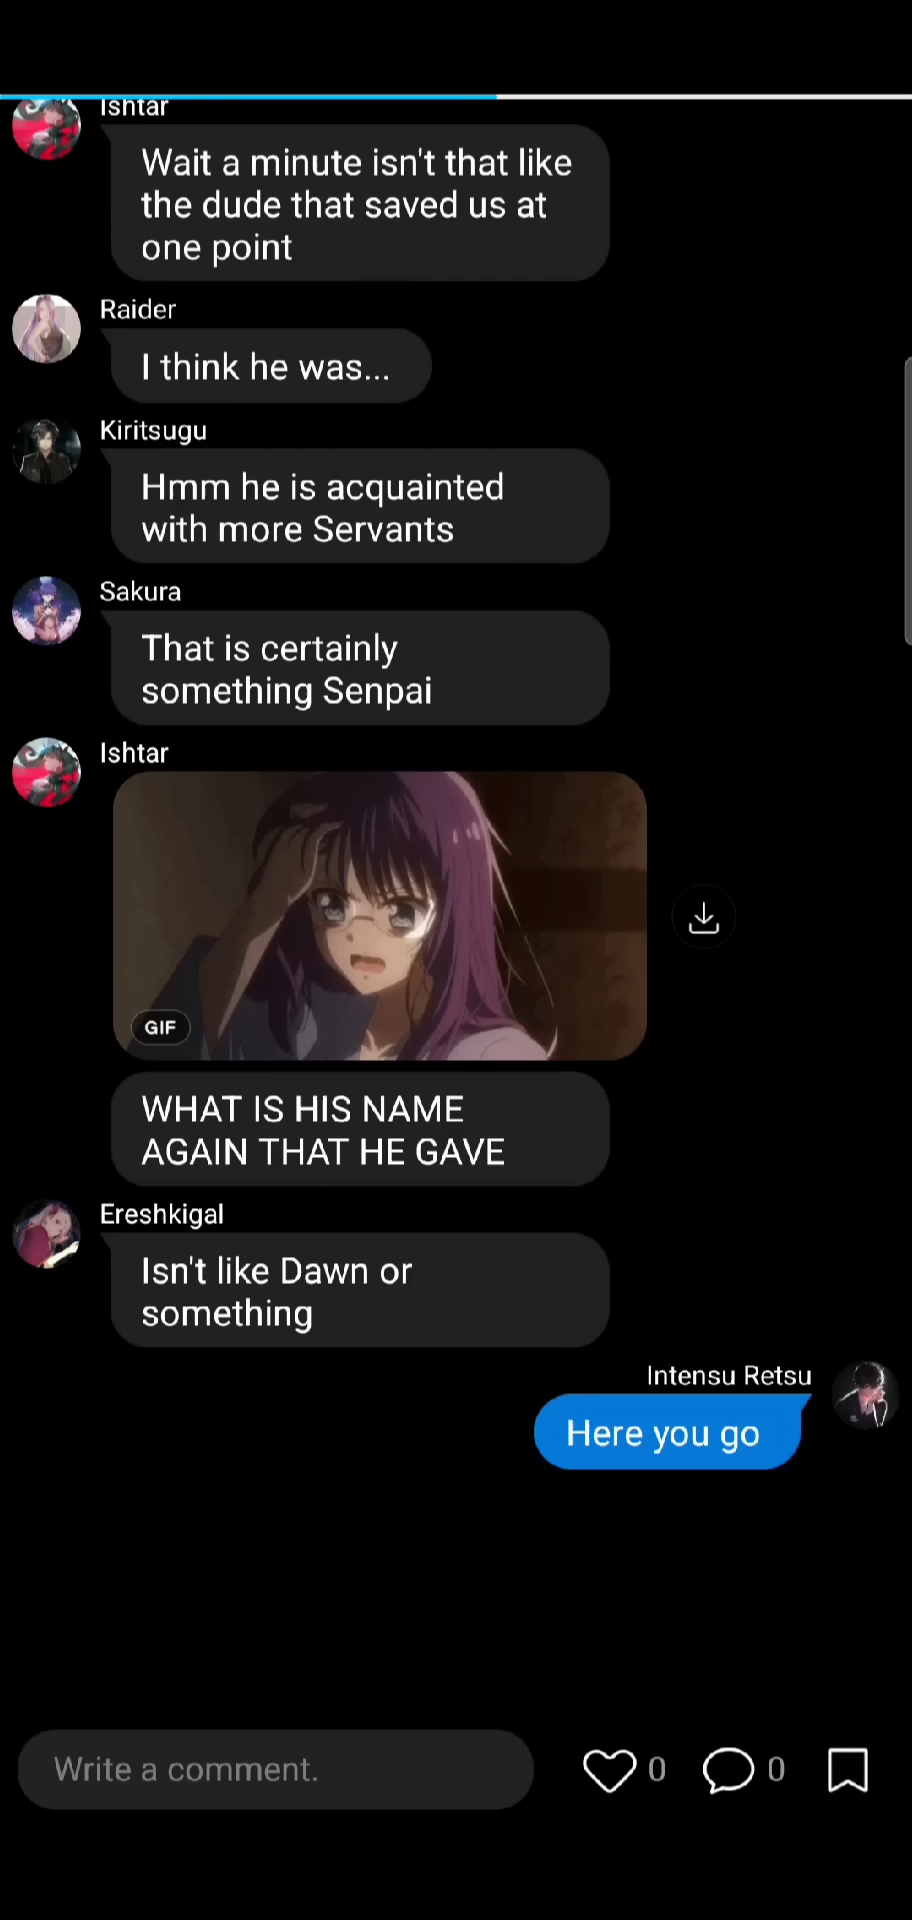 Ishtar
Wait a minute isn't that like
the dude that saved us at
one point
Raider
I think he was...
Kiritsugu
Hmm he is acquainted
with more Servants
Sakura
That is certainly
something Senpai
Ishtar
GIF
WHAT IS HIS NAME
AGAIN THAT HE GAVE
Ereshkigal
Isn't like Dawn or
something
Intensu Retsu
Here you go
Write a comment.
0
0